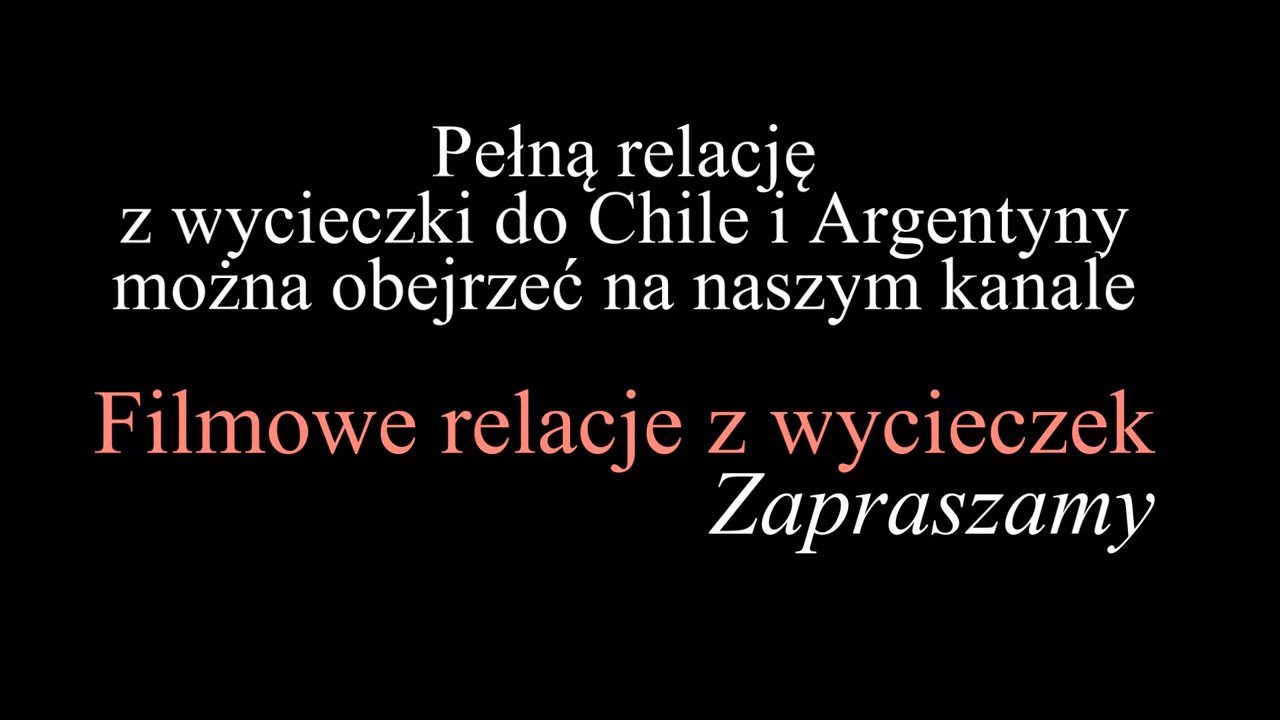 Pełną relację
z wycieczki do Chile i Argentyny
można obejrzeć na naszym kanale
Filmowe relacje z wycieczek
Zapraszamy